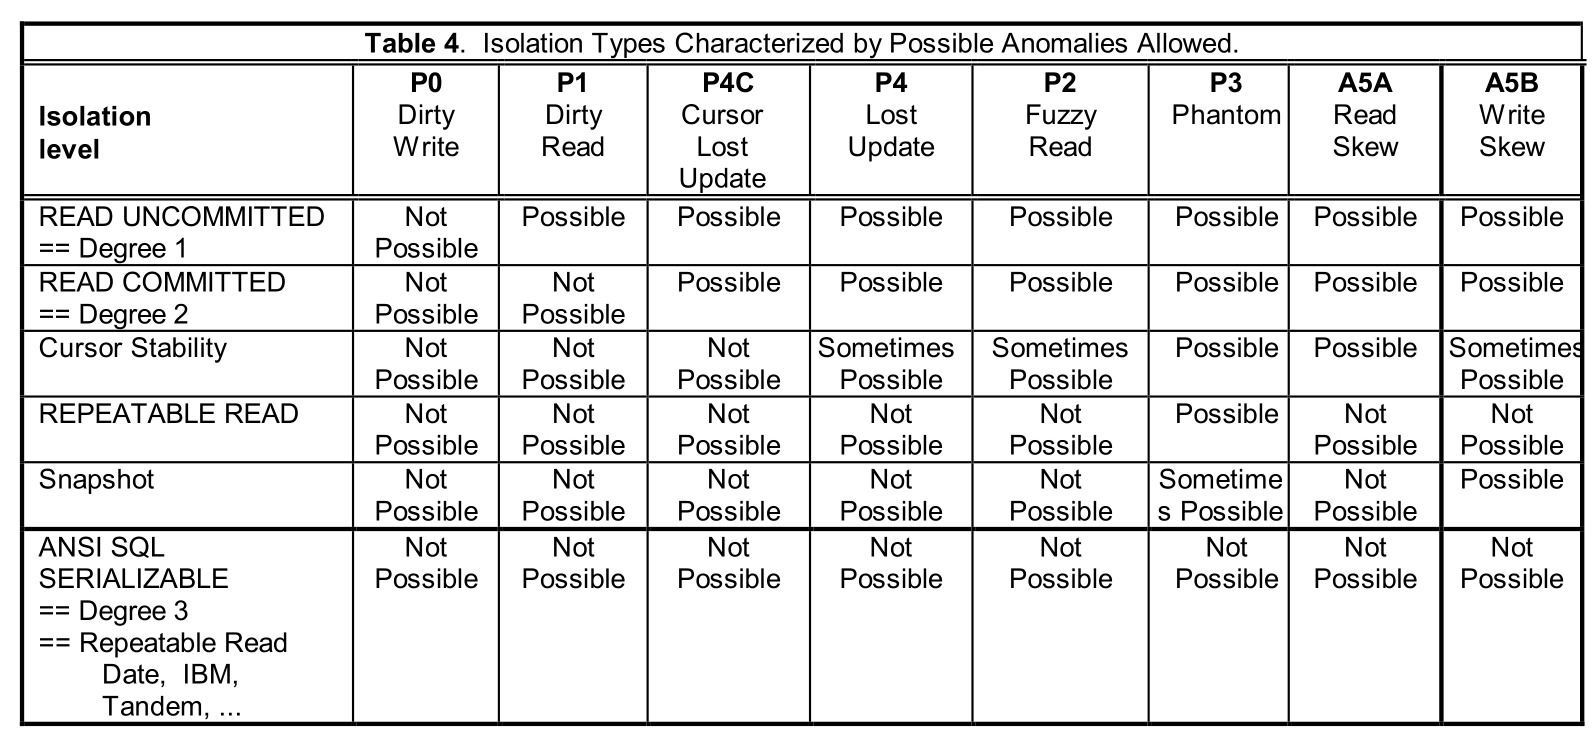 Table 4. Isolation Types Characterized by Possible Anomalies Allowed.
Isolation
level
P0
Dirty
Write
P1
Dirty
Read
P4C
Cursor
Lost
Update
P4
Lost
Update
P2
Fuzzy
Read
P3
Phantom
A5A
Read
Skew
A5B
Write
Skew
READ UNCOMMITTED
== Degree 1
Not
Possible
Possible
Possible
Possible
Possible
Possible
Possible
Possible
READ COMMITTED
== Degree 2
Not
Possible
Not
Possible
Possible
Possible
Possible
Possible
Possible
Possible
Cursor Stability
Not
Possible
Not
Possible
Not
Possible
Sometimes
Possible
Sometimes
Possible
Possible
Possible
Sometimes
Possible
REPEATABLE READ
Not
Possible
Not
Possible
Not
Possible
Not
Possible
Not
Possible
Possible
Not
Possible
Not
Possible
Snapshot
Not
Possible
Not
Possible
Not
Possible
Not
Possible
Not
Possible
Sometime
s Possible
Not
Possible
Possible
ANSI SQL
SERIALIZABLE
== Degree 3
== Repeatable Read
Date, IBM,
Tandem, ...
Not
Possible
Not
Possible
Not
Possible
Not
Possible
Not
Possible
Not
Possible
Not
Possible
Not
Possible